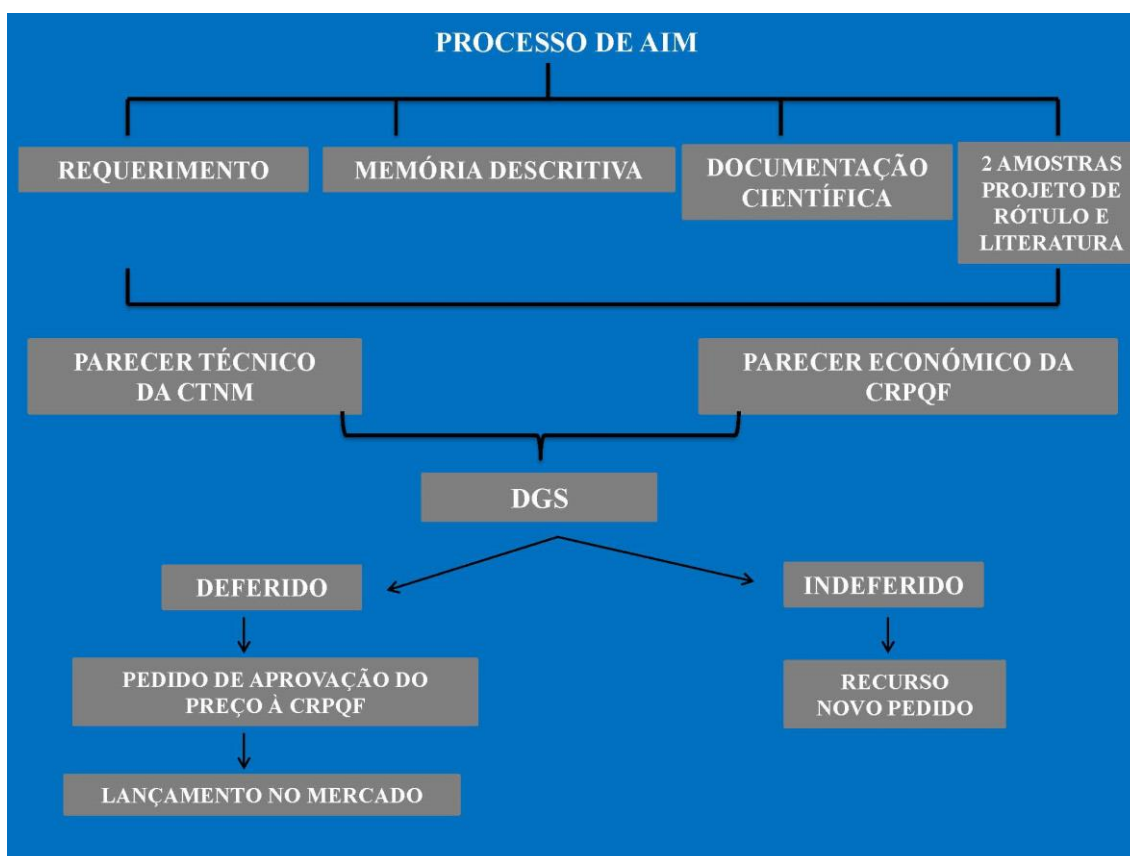 PROCESSO DE AIM
REQUERIMENTO
MEMÓRIA DESCRITIVA
DOCUMENTAÇÃO
CIENTÍFICA
2 AMOSTRAS
PROJETO DE
RÓTULO E
LITERATURA
PARECER TÉCNICO
DA CTNM
PARECER ECONÓMICO DA
CRPQF
DGS
DEFERIDO
INDEFERIDO
PEDIDO DE APROVAÇÃO DO
PREÇO À CRPQF
RECURSO
NOVO PEDIDO
LANÇAMENTO NO MERCADO